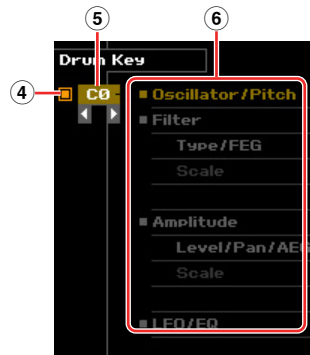 5 6
Drum Key
4 C0 Oscillator/Pitch
Filter
Type/FEG
Scale
Amplitude
Level/Pan/AEG
Scale
LFO/EQ